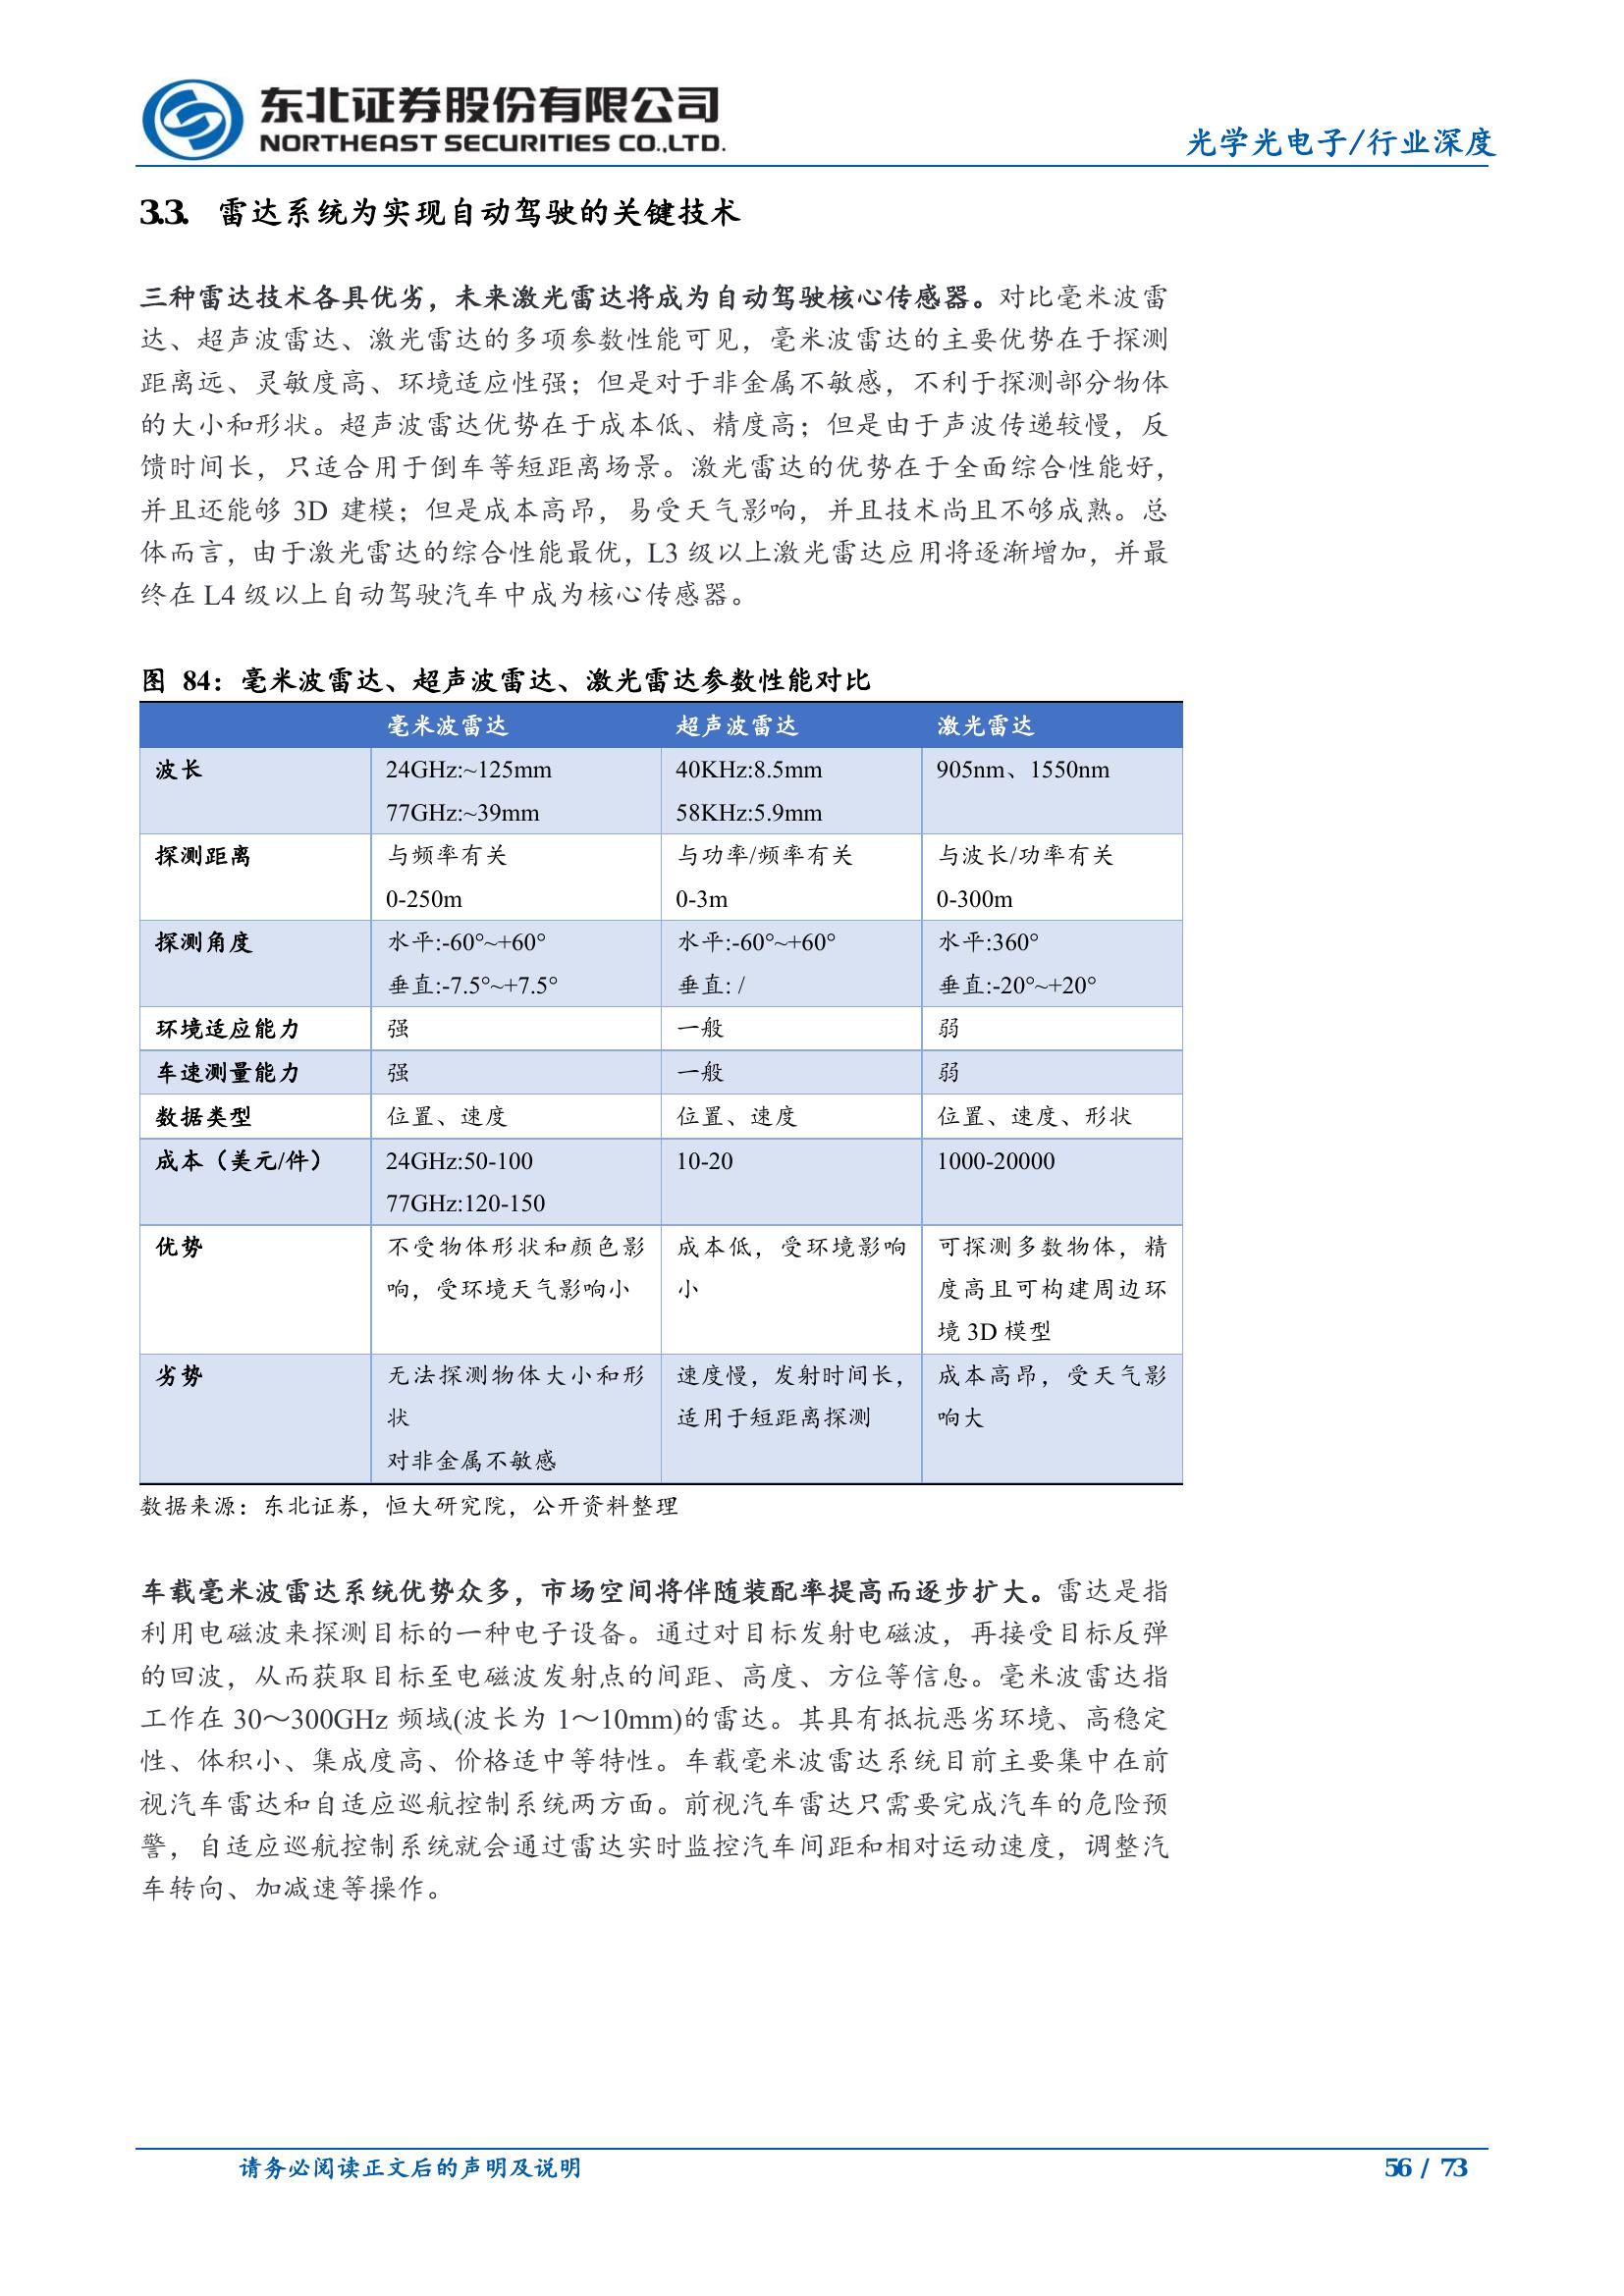 东北证券股份有限公司
NORTHEAST SECURITIES CO.,LTD.
光学光电子/行业深度
3.3. 雷达系统为实现自动驾驶的关键技术
三种雷达技术各具优劣，未来激光雷达将成为自动驾驶核心传感器。对比毫米波雷
达、超声波雷达、激光雷达的多项参数性能可见，毫米波雷达的主要优势在于探测
距离远、灵敏度高、环境适应性强；但是对于非金属不敏感，不利于探测部分物体
的大小和形状。超声波雷达优势在于成本低、精度高；但是由于声波传递较慢，反
馈时间长，只适合用于倒车等短距离场景。激光雷达的优势在于全面综合性能好，
并且还能够 3D 建模；但是成本高昂，易受天气影响，并且技术尚且不够成熟。总
体而言，由于激光雷达的综合性能最优，L3 级以上激光雷达应用将逐渐增加，并最
终在 L4 级以上自动驾驶汽车中成为核心传感器。
图 84：毫米波雷达、超声波雷达、激光雷达参数性能对比
毫米波雷达 超声波雷达 激光雷达
波长 24GHz:~125mm 40KHz:8.5mm 905nm、1550nm
77GHz:~39mm 58KHz:5.9mm
探测距离 与频率有关 与功率/频率有关 与波长/功率有关
0-250m 0-3m 0-300m
探测角度 水平:-60°~+60° 水平:-60°~+60° 水平:360°
垂直:-7.5°~+7.5° 垂直: / 垂直:-20°~+20°
环境适应能力 强 一般 弱
车速测量能力 强 一般 弱
数据类型 位置、速度 位置、速度 位置、速度、形状
成本（美元/件） 24GHz:50-100 10-20 1000-20000
77GHz:120-150
优势 不受物体形状和颜色影 成本低，受环境影响 可探测多数物体，精
响，受环境天气影响小 小 度高且可构建周边环
境 3D 模型
劣势 无法探测物体大小和形 速度慢，发射时间长， 成本高昂，受天气影
状 适用于短距离探测 响大
对非金属不敏感
数据来源：东北证券，恒大研究院，公开资料整理
车载毫米波雷达系统优势众多，市场空间将伴随装配率提高而逐步扩大。雷达是指
利用电磁波来探测目标的一种电子设备。通过对目标发射电磁波，再接受目标反弹
的回波，从而获取目标至电磁波发射点的间距、高度、方位等信息。毫米波雷达指
工作在 30～300GHz 频域(波长为 1～10mm)的雷达。其具有抵抗恶劣环境、高稳定
性、体积小、集成度高、价格适中等特性。车载毫米波雷达系统目前主要集中在前
视汽车雷达和自适应巡航控制系统两方面。前视汽车雷达只需要完成汽车的危险预
警，自适应巡航控制系统就会通过雷达实时监控汽车间距和相对运动速度，调整汽
车转向、加减速等操作。
请务必阅读正文后的声明及说明
56 / 73